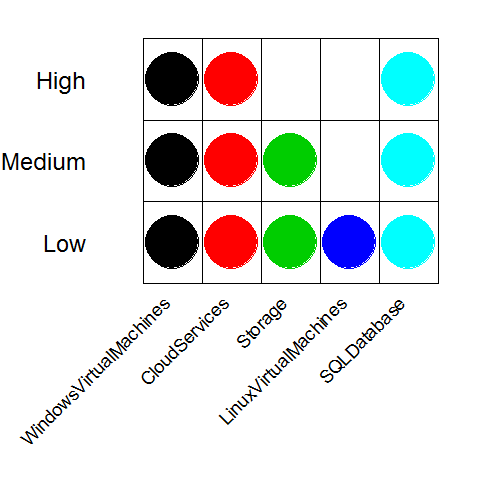 High
Medium
Low
WindowsVirtualMachines
CloudServices
Storage
LinuxVirtualMachines
SQLDatabase